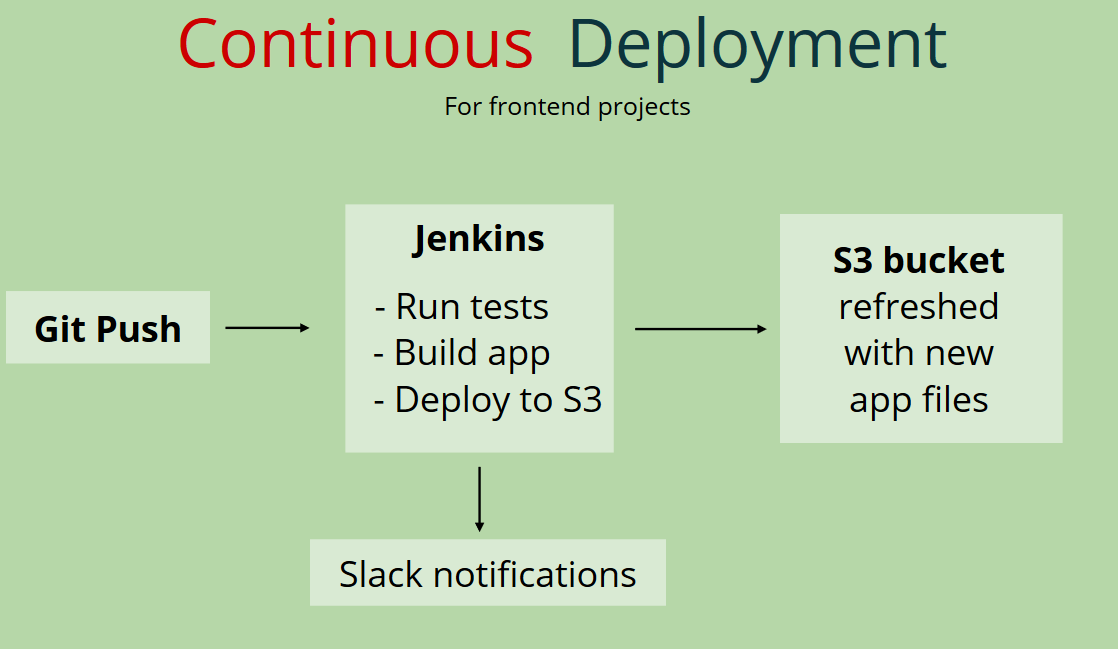 Continuous Deployment
For frontend projects
Git Push
Jenkins
- Run tests
- Build app
- Deploy to S3
S3 bucket
refreshed
with new
app files
Slack notifications